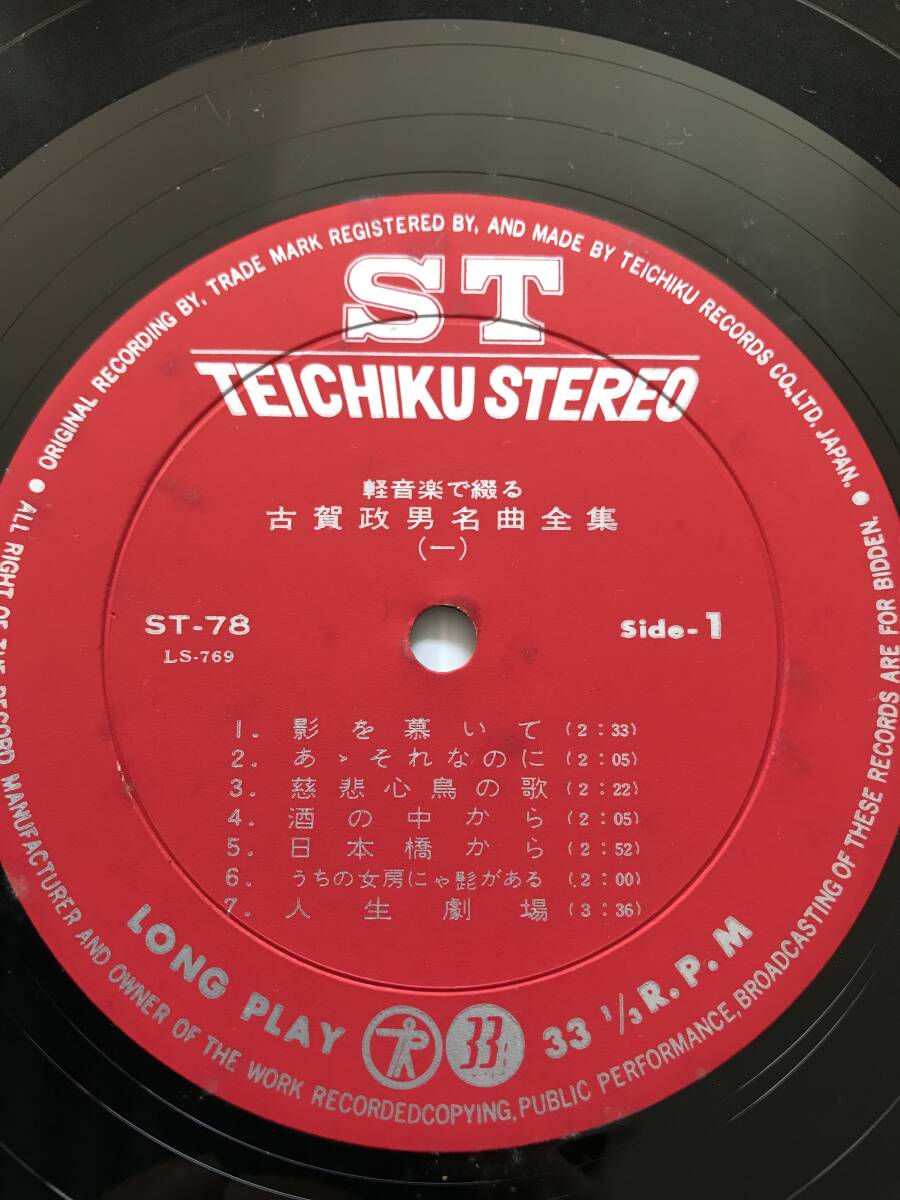 • ORIGINAL RECORDING BY, TRADE MARK REGISTERED BY, AND MADE BY TEICHIKU RECORDS CO., LTD. JAPAN. •
ST
TEICHIKU STEREO
軽音楽で綴る
古賀政男名曲全集
(一)
ST-78
LS-769
Side-1
1. 影を慕いて (2:33)
2. あゝそれなのに (2:05)
3. 慈悲心鳥の歌 (2:22)
4. 酒の中から (2:05)
5. 日本橋から (2:52)
6. うちの女房にゃ髭がある (2:00)
7. 人生劇場 (3:36)
LONG PLAY
33
33 1/3 R.P.M
ALL RIGHT OF THE RECORD MANUFACTURER AND OWNER OF THE WORK RECORDEDCOPYING, PUBLIC PERFORMANCE, BROADCASTING OF THESE RECORDS ARE FOR BIDDEN.